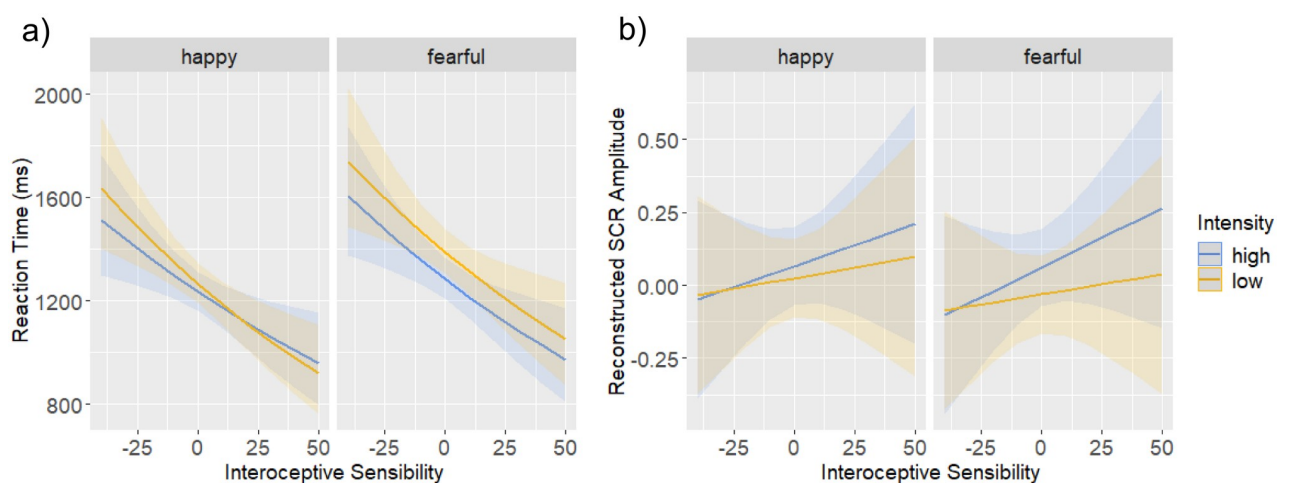 a)
happy
fearful
Reaction Time (ms)
2000
1600
1200
800
-25
0
25
50
-25
0
25
50
Interoceptive Sensibility
b)
happy
fearful
Reconstructed SCR Amplitude
0.50
0.25
0.00
-0.25
-25
0
25
50
-25
0
25
50
Interoceptive Sensibility
Intensity
high
low